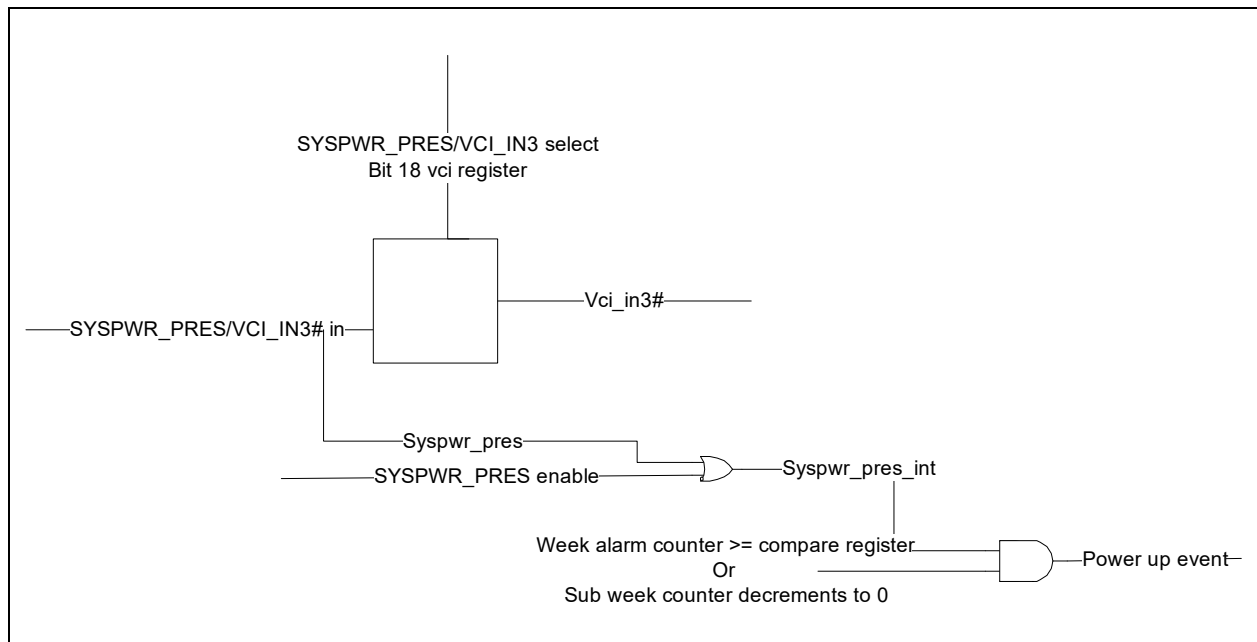 SYSPWR_PRES/VCI_IN3 select
Bit 18 vci register
Vci_in3#
SYSPWR_PRES/VCI_IN3# in
Syspwr_pres
SYSPWR_PRES enable
Syspwr_pres_int
Week alarm counter >= compare register
Or
Sub week counter decrements to 0
Power up event